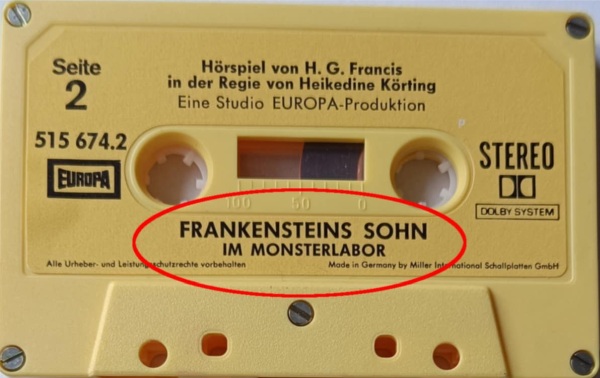 Seite
2
Hörspiel von H. G. Francis
in der Regie von Heikedine Körting
Eine Studio EUROPA-Produktion
515 674.2
EUROPA
STEREO
DOLBY SYSTEM
100 50 0
FRANKENSTEINS SOHN
IM MONSTERLABOR
Alle Urheber- und Leistungsschutzrechte vorbehalten
Made in Germany by Miller International Schallplatten GmbH